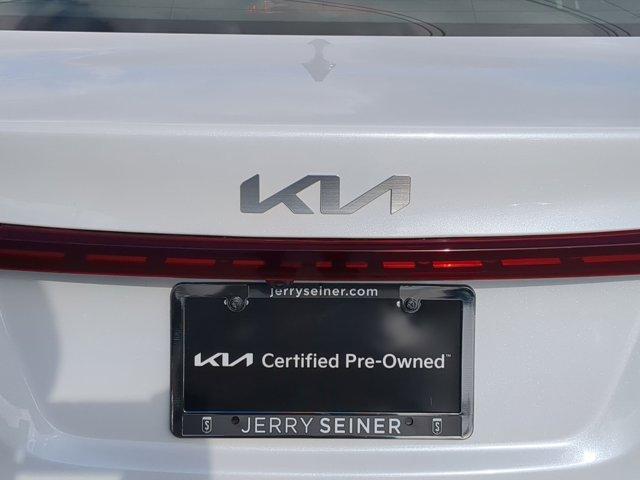 KIA
jerryseiner.com
KIA Certified Pre-Owned™
S JERRY SEINER S